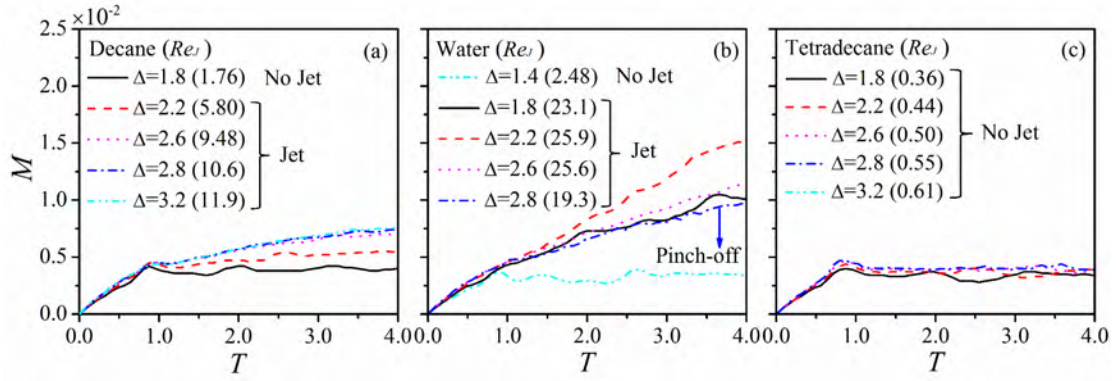 ×10⁻²
2.5
2.0
1.5
1.0
0.5
0.0
M
Decane (Re_J) (a)
Δ=1.8 (1.76) No Jet
Δ=2.2 (5.80)
Δ=2.6 (9.48)
Jet
Δ=2.8 (10.6)
Δ=3.2 (11.9)
0.0 1.0 2.0 3.0 4.0
T
Water (Re_J) (b)
Δ=1.4 (2.48) No Jet
Δ=1.8 (23.1)
Δ=2.2 (25.9)
Jet
Δ=2.6 (25.6)
Δ=2.8 (19.3)
Pinch-off
0.0 1.0 2.0 3.0 4.0
T
Tetradecane (Re_J) (c)
Δ=1.8 (0.36)
Δ=2.2 (0.44)
Δ=2.6 (0.50) No Jet
Δ=2.8 (0.55)
Δ=3.2 (0.61)
0.0 1.0 2.0 3.0 4.0
T